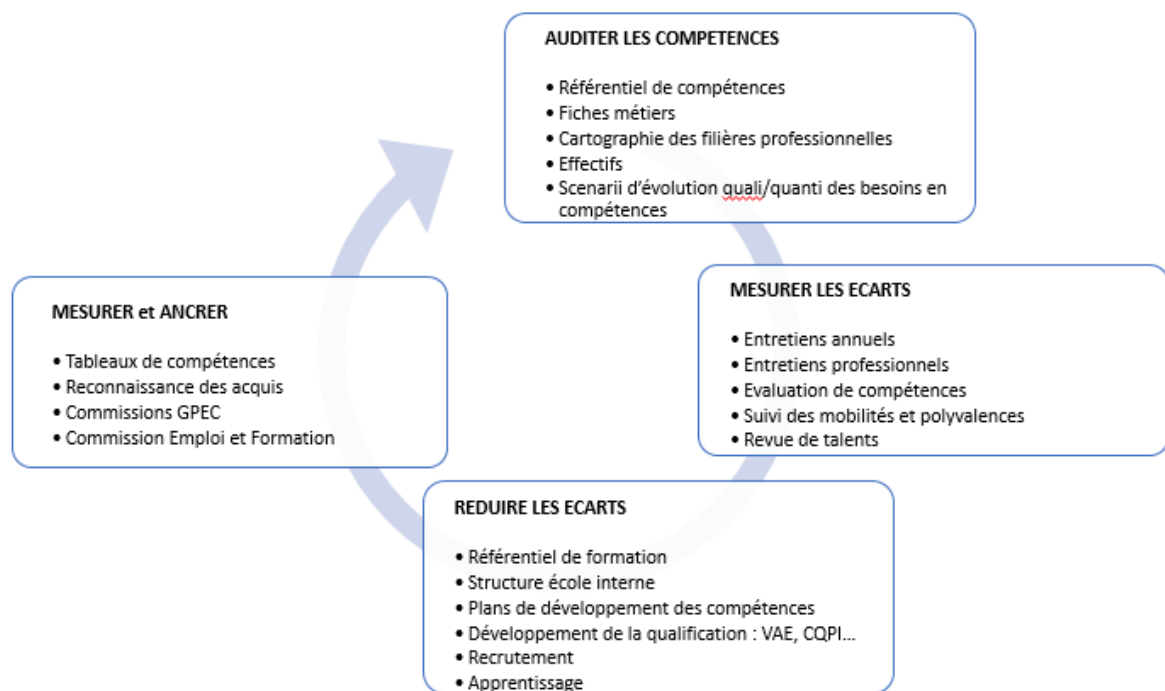 AUDITER LES COMPETENCES
• Référentiel de compétences
• Fiches métiers
• Cartographie des filières professionnelles
• Effectifs
• Scenarii d'évolution quali/quanti des besoins en
compétences
MESURER LES ECARTS
• Entretiens annuels
• Entretiens professionnels
• Evaluation de compétences
• Suivi des mobilités et polyvalences
• Revue de talents
REDUIRE LES ECARTS
• Référentiel de formation
• Structure école interne
• Plans de développement des compétences
• Développement de la qualification : VAE, CQPI...
• Recrutement
• Apprentissage
MESURER et ANCRER
• Tableaux de compétences
• Reconnaissance des acquis
• Commissions GPEC
• Commission Emploi et Formation